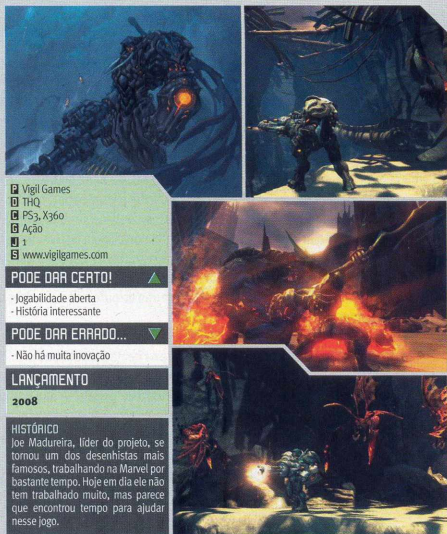 P Vigil Games
D THQ
C PS3, X360
G Ação
J 1
S www.vigilgames.com
PODE DAR CERTO!
- Jogabilidade aberta
- História interessante
PODE DAR ERRADO...
- Não há muita inovação
LANÇAMENTO
2008
HISTÓRICO
Joe Madureira, líder do projeto, se
tornou um dos desenhistas mais
famosos, trabalhando na Marvel por
bastante tempo. Hoje em dia ele não
tem trabalhado muito, mas parece
que encontrou tempo para ajudar
nesse jogo.